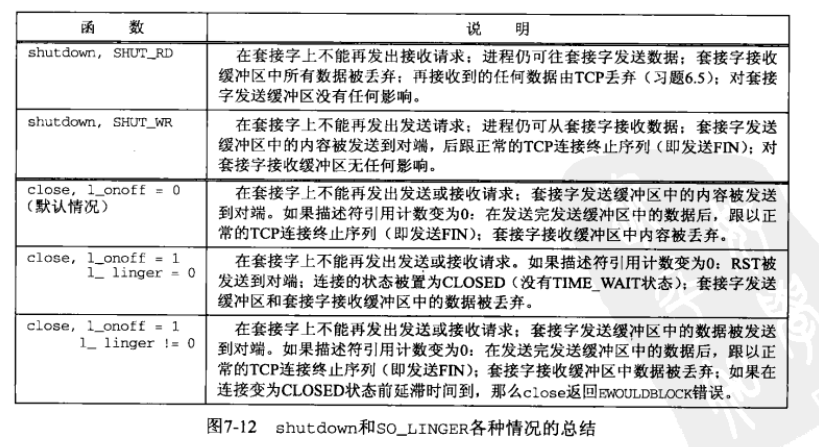 函 数 说 明
shutdown, SHUT_RD
在套接字上不能再发出接收请求；进程仍可往套接字发送数据；套接字接收
缓冲区中所有数据被丢弃；再接收到的任何数据由TCP丢弃（习题6.5）；对套接
字发送缓冲区没有任何影响。
shutdown, SHUT_WR
在套接字上不能再发出发送请求；进程仍可从套接字接收数据；套接字发送
缓冲区中的内容被发送到对端，后跟正常的TCP连接终止序列（即发送FIN）；对
套接字接收缓冲区无任何影响。
close, l_onoff = 0
（默认情况）
在套接字上不能再发出发送或接收请求；套接字发送缓冲区中的内容被发送
到对端。如果描述符引用计数变为0：在发送完发送缓冲区中的数据后，跟以正
常的TCP连接终止序列（即发送FIN）；套接字接收缓冲区中内容被丢弃。
close, l_onoff = 1
l_ linger = 0
在套接字上不能再发出发送或接收请求。如果描述符引用计数变为0：RST被
发送到对端；连接的状态被置为CLOSED（没有TIME_WAIT状态）；套接字发送
缓冲区和套接字接收缓冲区中的数据被丢弃。
close, l_onoff = 1
l_ linger != 0
在套接字上不能再发出发送或接收请求；套接字发送缓冲区中的数据被发送
到对端。如果描述符引用计数变为0：在发送完发送缓冲区中的数据后，跟以正
常的TCP连接终止序列（即发送FIN）；套接字接收缓冲区中数据被丢弃；如果在
连接变为CLOSED状态前延滞时间到，那么close返回EWOULDBLOCK错误。
图7-12 shutdown和SO_LINGER各种情况的总结